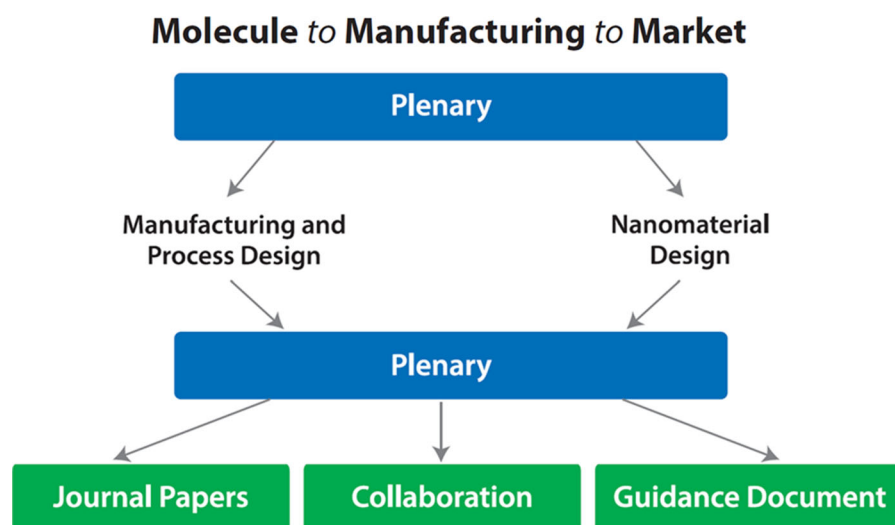 Molecule to Manufacturing to Market
Plenary
Manufacturing and
Process Design
Nanomaterial
Design
Plenary
Journal Papers
Collaboration
Guidance Document